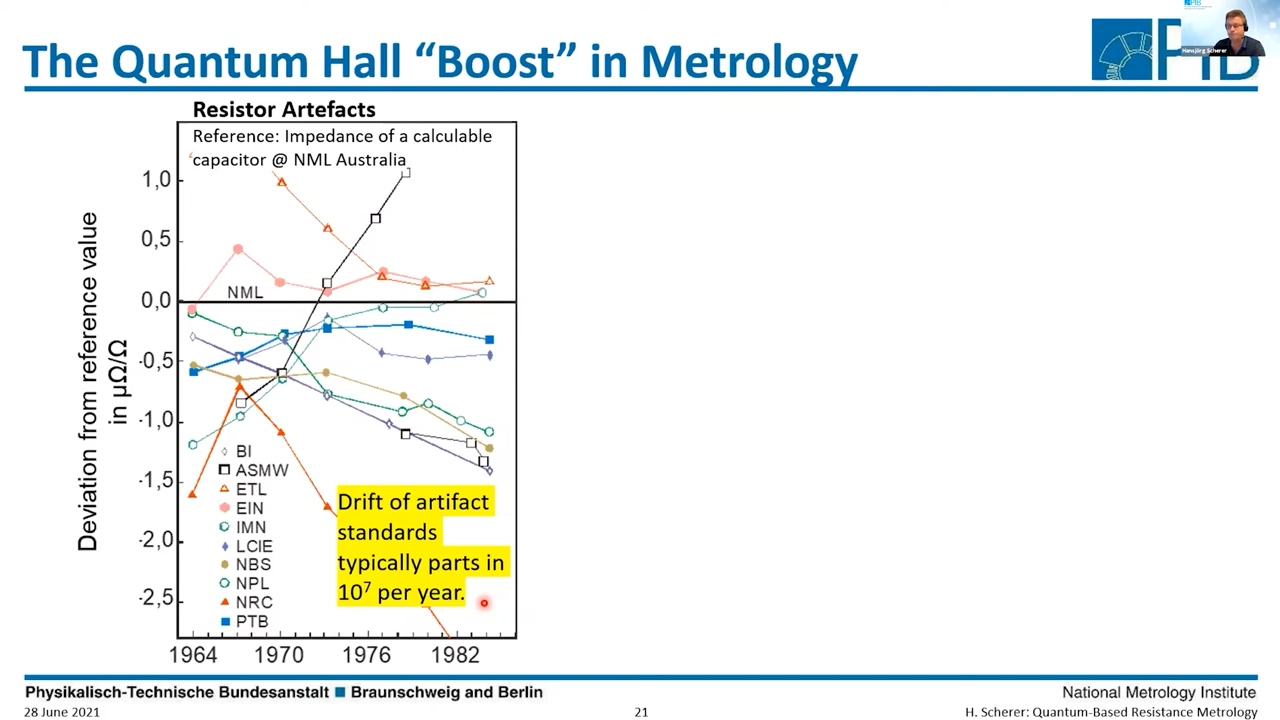 The Quantum Hall “Boost” in Metrology
PTB
Hansjörg Scherer
PTB
Resistor Artefacts
Reference: Impedance of a calculable
capacitor @ NML Australia
Deviation from reference value
in μΩ/Ω
1,0
0,5
0,0
-0,5
-1,0
-1,5
-2,0
-2,5
NML
BI
ASMW
ETL
EIN
IMN
LCIE
NBS
NPL
NRC
PTB
Drift of artifact
standards
typically parts in
10⁷ per year.
1964 1970 1976 1982
Physikalisch-Technische Bundesanstalt ■ Braunschweig and Berlin
National Metrology Institute
28 June 2021
21
H. Scherer: Quantum-Based Resistance Metrology